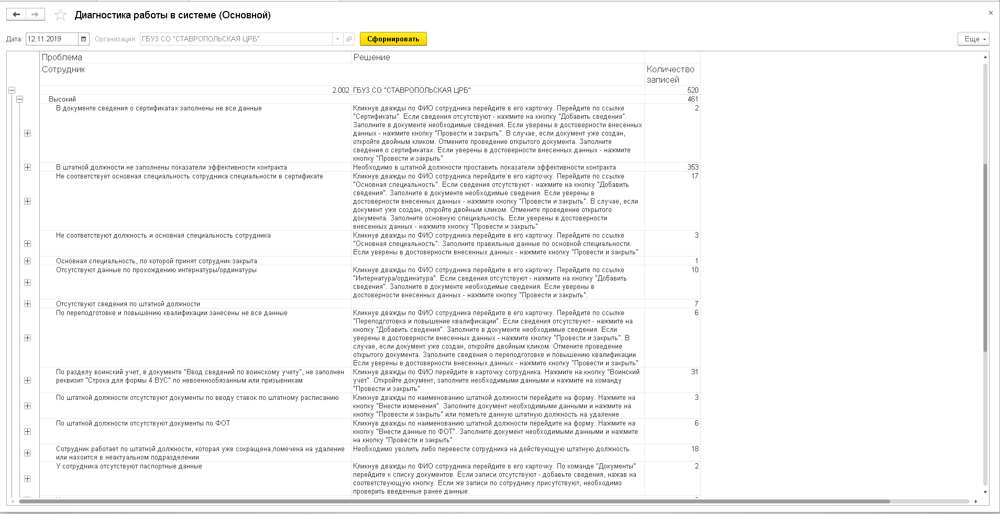 Диагностика работы в системе (Основной)
Дата: 12.11.2019 Организация: ГБУЗ СО "СТАВРОПОЛЬСКАЯ ЦРБ" Сформировать Еще
Проблема Решение
Сотрудник Количество записей
2 002 ГБУЗ СО "СТАВРОПОЛЬСКАЯ ЦРБ" 520
Высокий 461
В документе сведения о сертификатах заполнены не все данные Кликнув дважды по ФИО сотрудника перейдите в его карточку. Перейдите по ссылке 2
"Сертификаты". Если сведения отсутствуют - нажмите на кнопку "Добавить сведения".
Заполните в документе необходимые сведения. Если уверены в достоверности внесенных
данных - нажмите кнопку "Провести и закрыть". В случае, если документ уже создан,
откройте двойным кликом. Отмените проведение открытого документа. Заполните
сведения о сертификатах. Если уверены в достоверности внесенных данных - нажмите
кнопку "Провести и закрыть"
В штатной должности не заполнены показатели эффективности контракта Необходимо в штатной должности проставить показатели эффективности контракта 353
Не соответствует основная специальность сотрудника специальности в сертификате Кликнув дважды по ФИО сотрудника перейдите в его карточку. Перейдите по ссылке 17
"Основная специальность". Если сведения отсутствуют - нажмите на кнопку "Добавить
сведения". Заполните в документе необходимые сведения. Если уверены в
достоверности внесенных данных - нажмите кнопку "Провести и закрыть". В случае, если
документ уже создан, откройте двойным кликом. Отмените проведение открытого
документа. Заполните основную специальность. Если уверены в достоверности
внесенных данных - нажмите кнопку "Провести и закрыть"
Не соответствуют должность и основная специальность сотрудника Кликнув дважды по ФИО сотрудника перейдите в его карточку. Перейдите по ссылке 3
"Основная специальность". Заполните правильные данные по основной специальности.
Если уверены в достоверности внесенных данных - нажмите кнопку "Провести и закрыть"
Основная специальность, по которой принят сотрудник закрыта 1
Отсутствуют данные по прохождению интернатуры/ординатуры Кликнув дважды по ФИО сотрудника перейдите в его карточку. Перейдите по ссылке 10
"Интернатура/ординатура". Если сведения отсутствуют - нажмите на кнопку "Добавить
сведения". Заполните в документе необходимые сведения. Если уверены в
достоверности внесенных данных - нажмите кнопку "Провести и закрыть".
Отсутствуют сведения по штатной должности 7
По переподготовке и повышению квалификации занесены не все данные Кликнув дважды по ФИО сотрудника перейдите в его карточку. Перейдите по ссылке 6
"Переподготовка и повышение квалификации". Если сведения отсутствуют - нажмите на
кнопку "Добавить сведения". Заполните в документе необходимые сведения. Если
уверены в достоверности внесенных данных - нажмите кнопку "Провести и закрыть". В
случае, если документ уже создан, откройте двойным кликом. Отмените проведение
открытого документа. Заполните сведения о переподготовке и повышению квалификации.
Если уверены в достоверности внесенных данных - нажмите кнопку "Провести и закрыть"
По разделу воинский учет, в документе "Ввод сведений по воинскому учету", не заполнен Кликнув дважды по ФИО перейдите в карточку сотрудника. Нажмите на кнопку "Воинский 31
реквизит "Строка для формы 4 ВУС" по невоеннообязанным или призывникам учет". Откройте документ, заполните необходимыми данными и нажмите на команду
"Провести и закрыть"
По штатной должности отсутствуют документы по вводу ставок по штатному расписанию Кликнув дважды по наименованию штатной должности перейдите на форму. Нажмите на 3
кнопку "Внести изменения". Заполните документ необходимыми данными и нажмите на
кнопку "Провести и закрыть" или пометьте данную штатную должность на удаление
По штатной должности отсутствуют документы по ФОТ Кликнув дважды по наименованию штатной должности перейдите на форму. Нажмите на 6
кнопку "Внести данные по ФОТ". Заполните документ необходимыми данными и нажмите
на кнопку "Провести и закрыть"
Сотрудник работает по штатной должности, которая уже сокращена,помечена на удаление Необходимо уволить либо перевести сотрудника на действующую штатную должность. 18
или нахоится в неактуальном подразделении
У сотрудника отсутствуют паспортные данные Кликнув дважды по ФИО сотрудника перейдите в его карточку. По команде "Документы" 2
перейдите к списку документов. Если записи отсутствуют - добавьте сведения, нажав на
соответствующую кнопку. Если же записи по сотруднику присутствуют, необходимо
проверить введенные ранее данные.